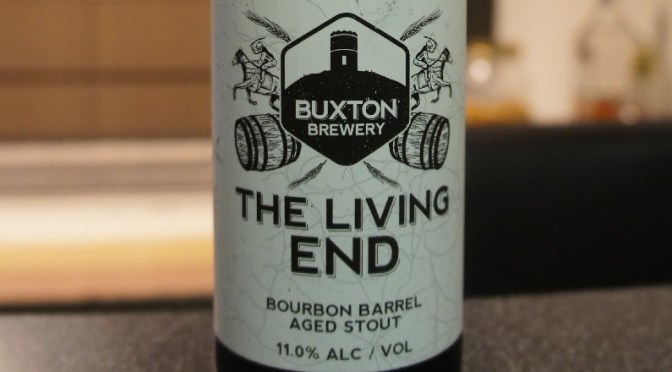 BUXTON
BREWERY
THE LIVING
END
BOURBON BARREL
AGED STOUT
11.0% ALC / VOL